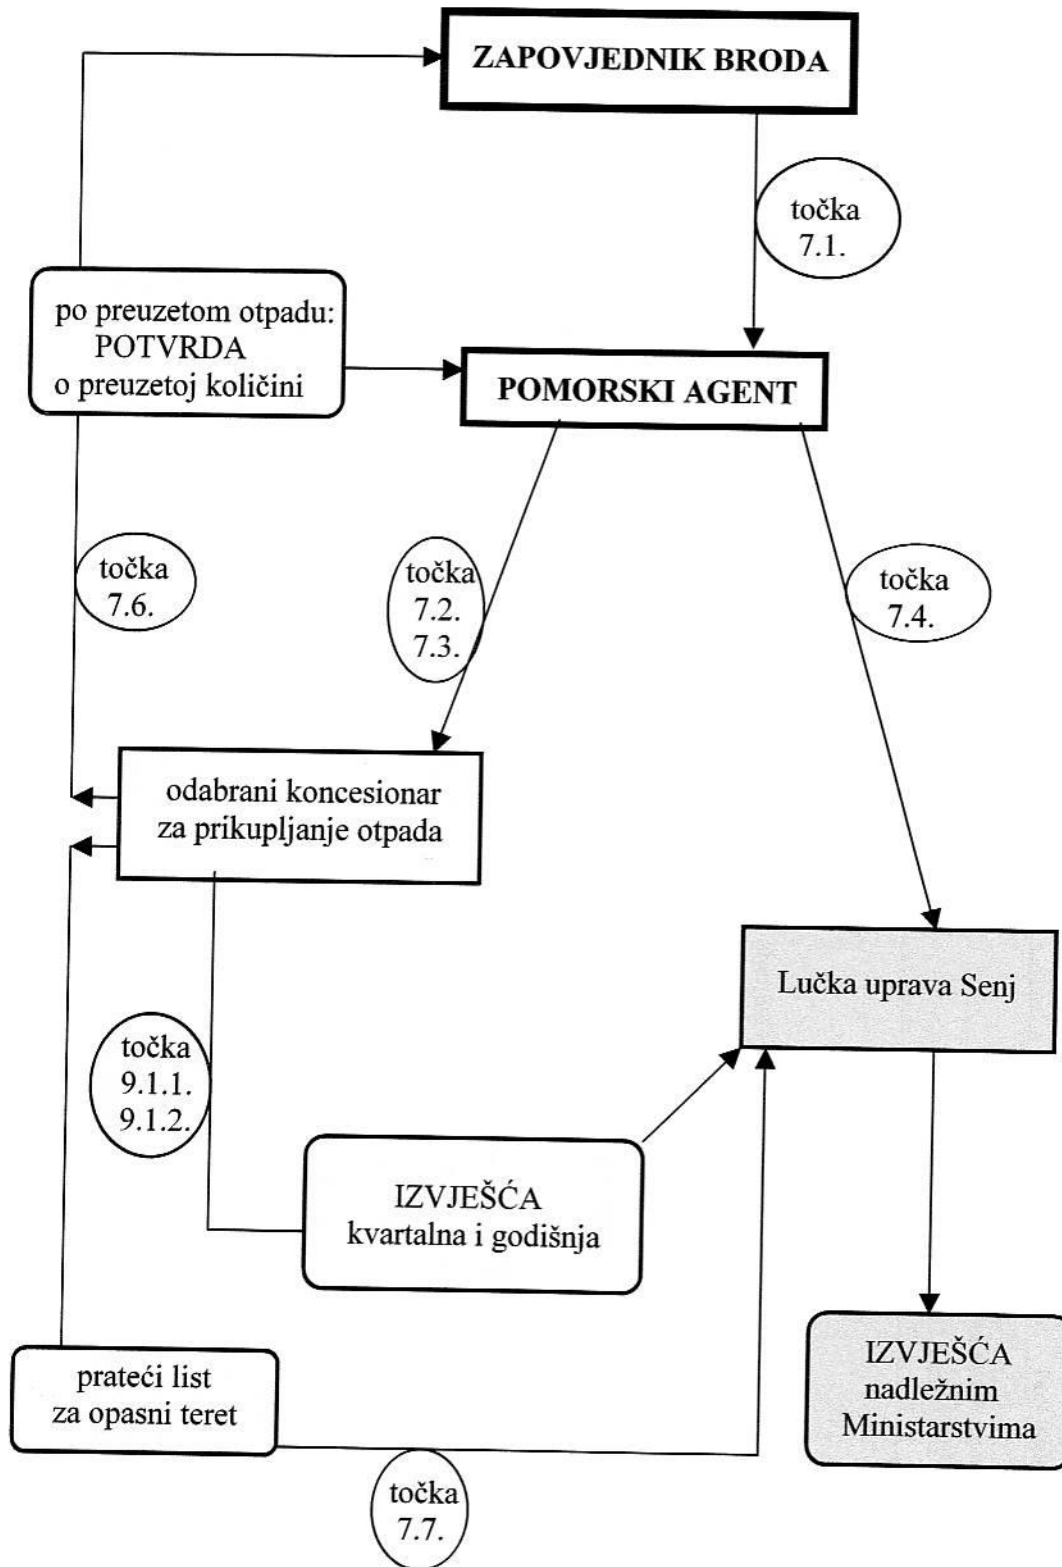 ZAPOVJEDNIK BRODA
točka
7.1.
po preuzetom otpadu:
POTVRDA
o preuzetoj količini
POMORSKI AGENT
točka
7.6.
točka
7.2.
7.3.
točka
7.4.
odabrani koncesionar
za prikupljanje otpada
Lučka uprava Senj
točka
9.1.1.
9.1.2.
IZVJEŠĆA
kvartalna i godišnja
IZVJEŠĆA
nadležnim
Ministarstvima
prateći list
za opasni teret
točka
7.7.